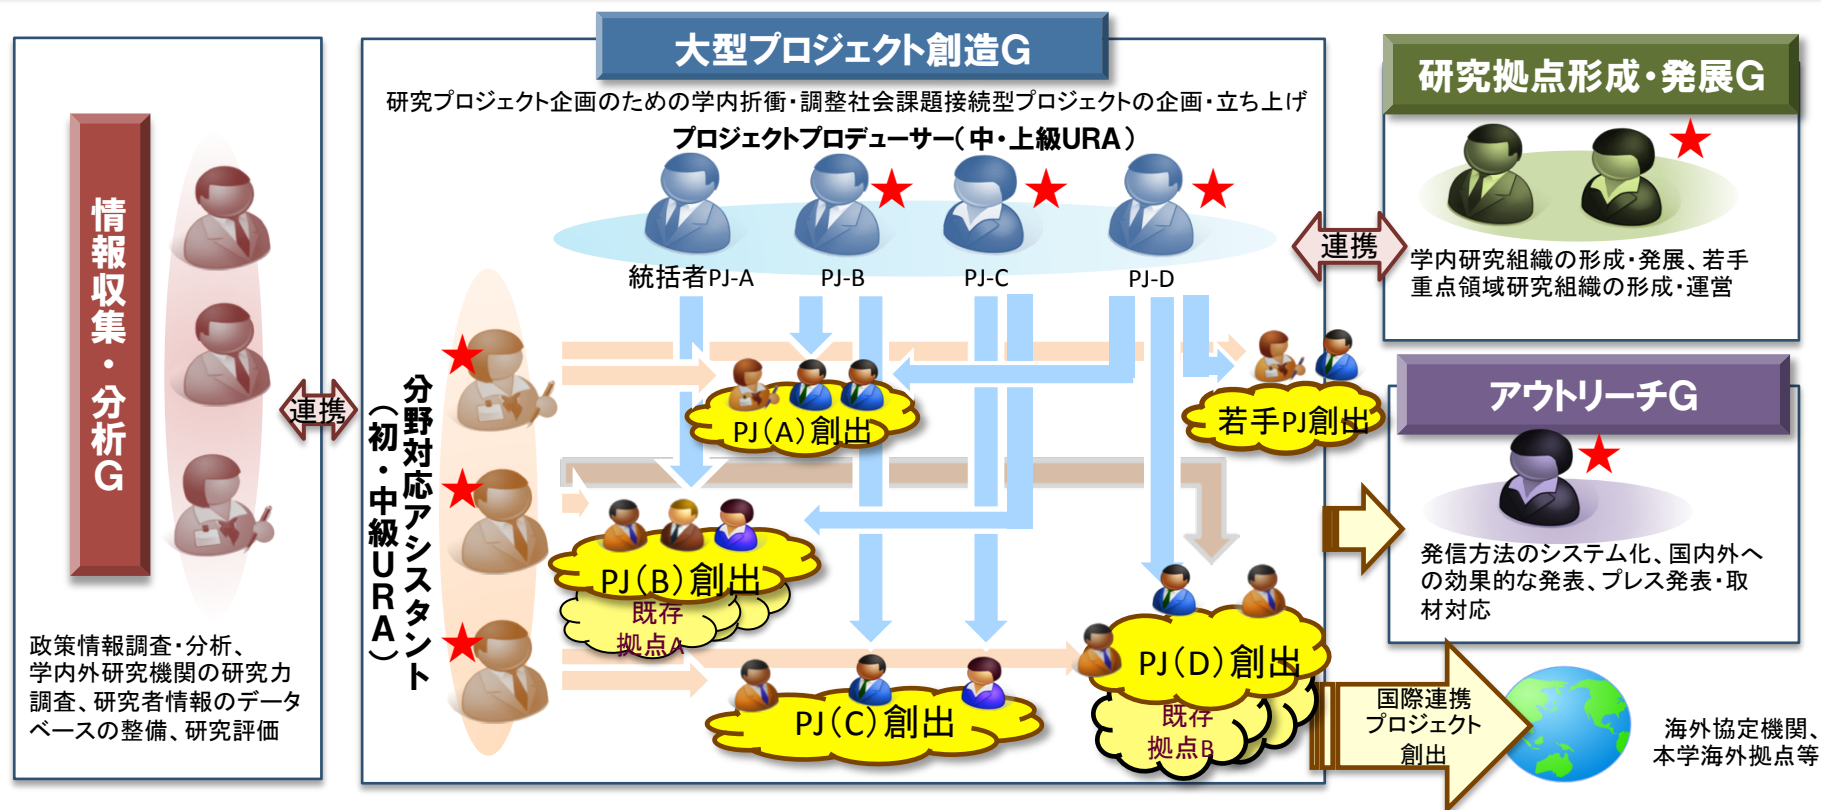 情報収集・分析G
政策情報調査・分析、
学内外研究機関の研究力
調査、研究者情報のデータ
ベースの整備、研究評価
連携
大型プロジェクト創造G
研究プロジェクト企画のための学内折衝・調整社会課題接続型プロジェクトの企画・立ち上げ
プロジェクトプロデューサー(中・上級URA)
統括者PJ-A
PJ-B
PJ-C
PJ-D
分野対応アシスタント
(初・中級URA)
PJ(A)創出
若手PJ創出
PJ(B)創出
既存
拠点A
PJ(C)創出
PJ(D)創出
既存
拠点B
連携
研究拠点形成・発展G
学内研究組織の形成・発展、若手
重点領域研究組織の形成・運営
アウトリーチG
発信方法のシステム化、国内外へ
の効果的な発表、プレス発表・取
材対応
国際連携
プロジェクト
創出
海外協定機関、
本学海外拠点等